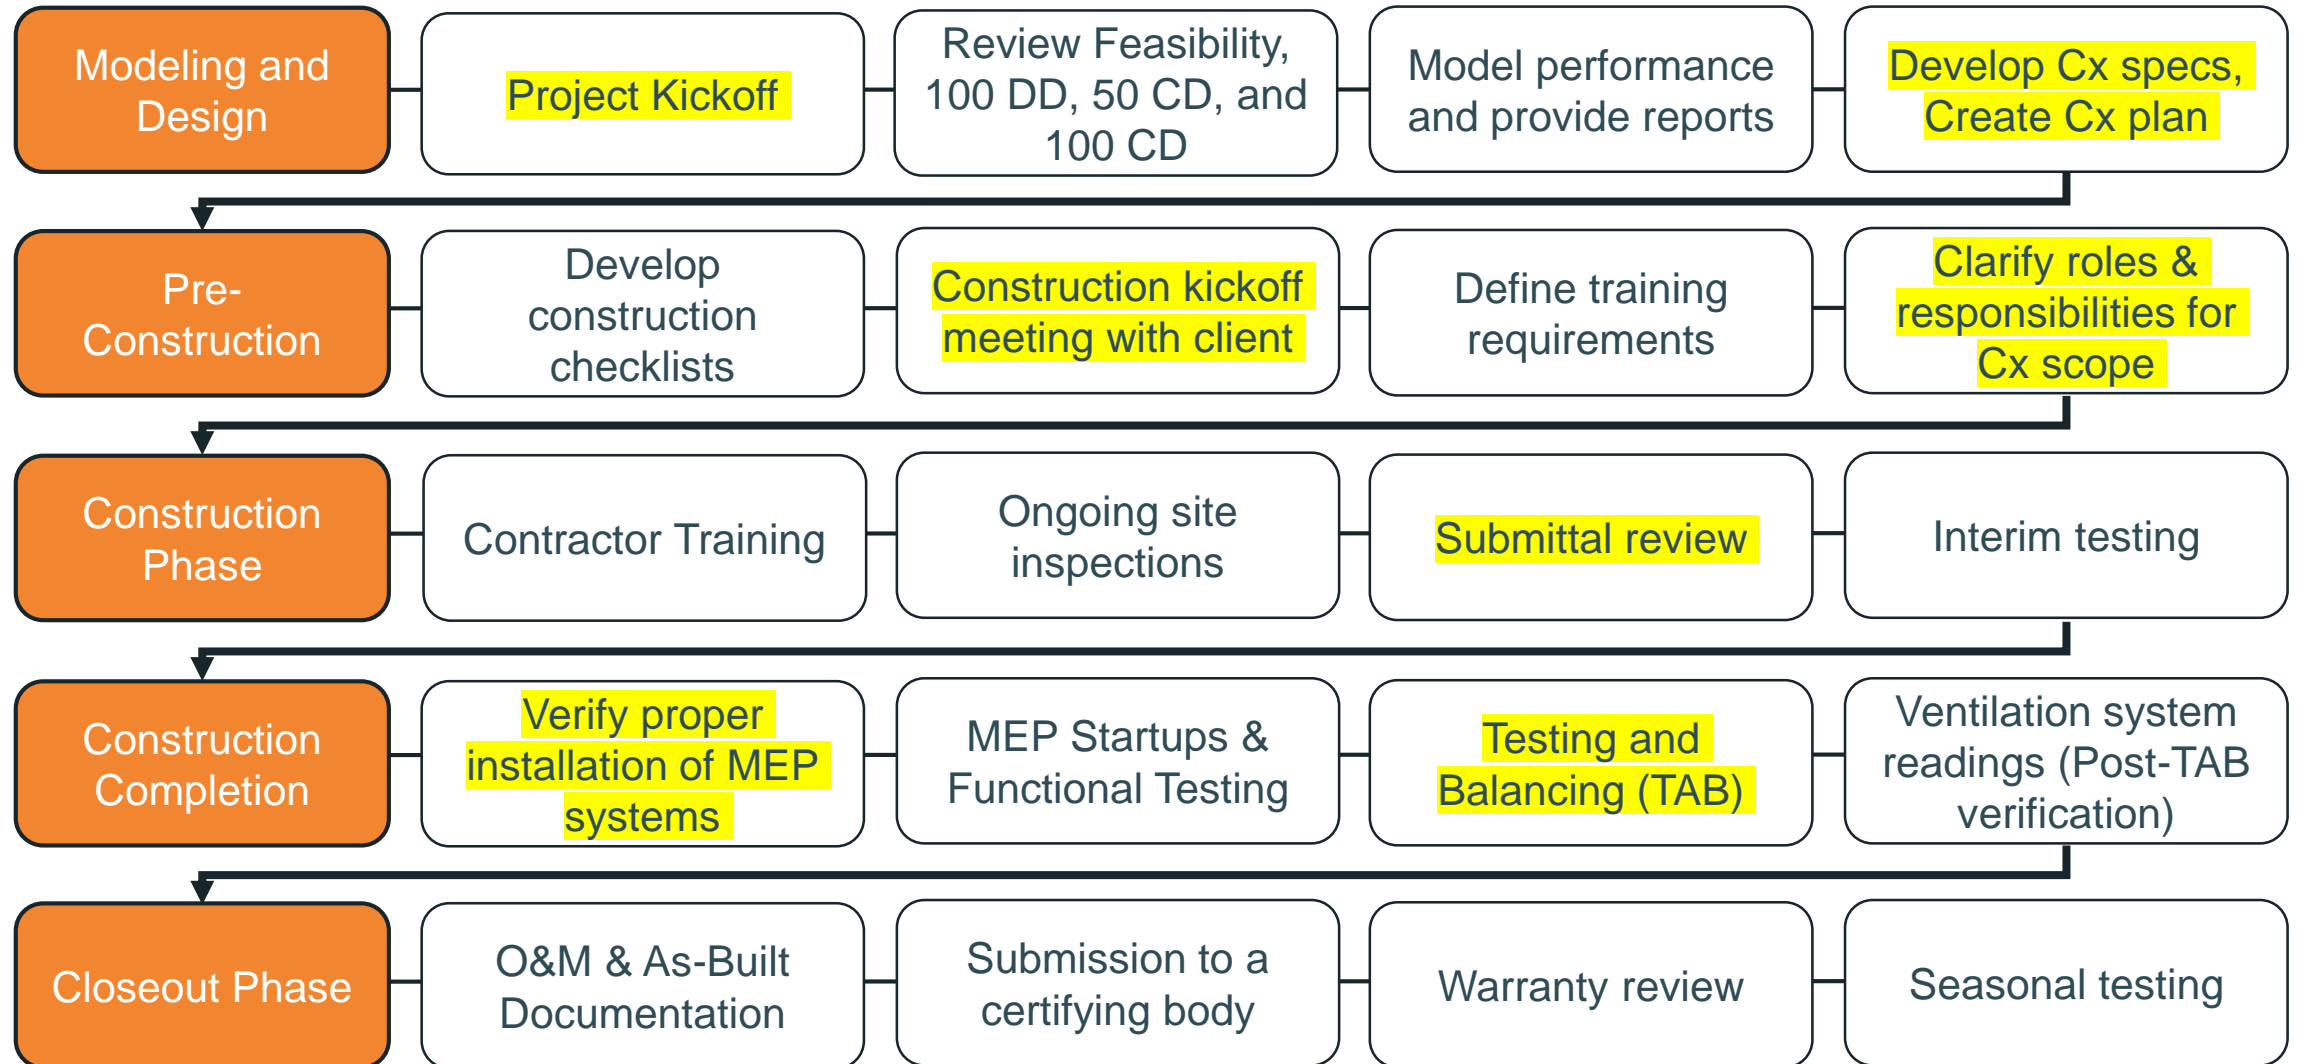 Modeling and
Design
Project Kickoff
Review Feasibility,
100 DD, 50 CD, and
100 CD
Model performance
and provide reports
Develop Cx specs,
Create Cx plan
Pre-
Construction
Develop
construction
checklists
Construction kickoff
meeting with client
Define training
requirements
Clarify roles &
responsibilities for
Cx scope
Construction
Phase
Contractor Training
Ongoing site
inspections
Submittal review
Interim testing
Construction
Completion
Verify proper
installation of MEP
systems
MEP Startups &
Functional Testing
Testing and
Balancing (TAB)
Ventilation system
readings (Post-TAB
verification)
Closeout Phase
O&M & As-Built
Documentation
Submission to a
certifying body
Warranty review
Seasonal testing